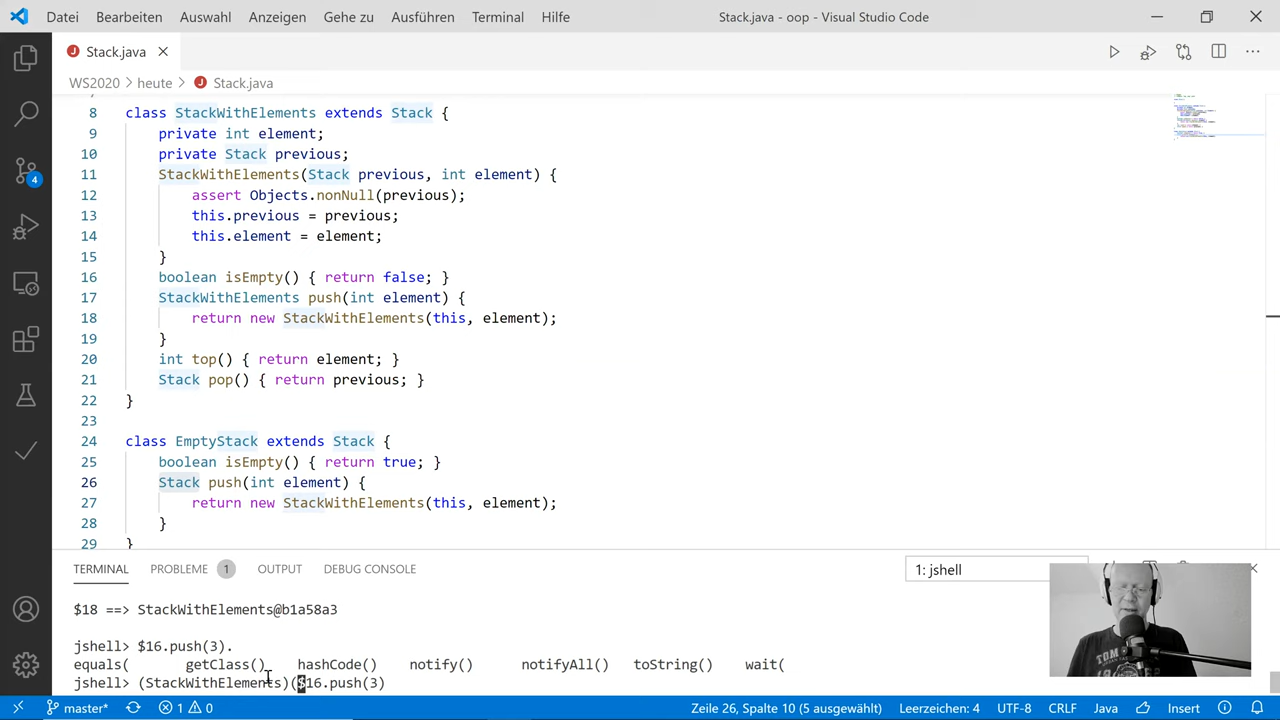 Datei Bearbeiten Auswahl Anzeigen Gehe zu Ausführen Terminal Hilfe Stack.java - oop - Visual Studio Code
J Stack.java
WS2020 > heute > J Stack.java
8 class StackWithElements extends Stack {
9 private int element;
10 private Stack previous;
11 StackWithElements(Stack previous, int element) {
12 assert Objects.nonNull(previous);
13 this.previous = previous;
14 this.element = element;
15 }
16 boolean isEmpty() { return false; }
17 StackWithElements push(int element) {
18 return new StackWithElements(this, element);
19 }
20 int top() { return element; }
21 Stack pop() { return previous; }
22 }
23
24 class EmptyStack extends Stack {
25 boolean isEmpty() { return true; }
26 Stack push(int element) {
27 return new StackWithElements(this, element);
28 }
29 }
4
TERMINAL PROBLEME 1 OUTPUT DEBUG CONSOLE 1: jshell
$18 ==> StackWithElements@b1a58a3
jshell> $16.push(3).
equals( getClass() hashCode() notify() notifyAll() toString() wait(
jshell> (StackWithElements)($16.push(3)
TOM
master* 1 0 Zeile 26, Spalte 10 (5 ausgewählt) Leerzeichen: 4 UTF-8 CRLF Java Insert